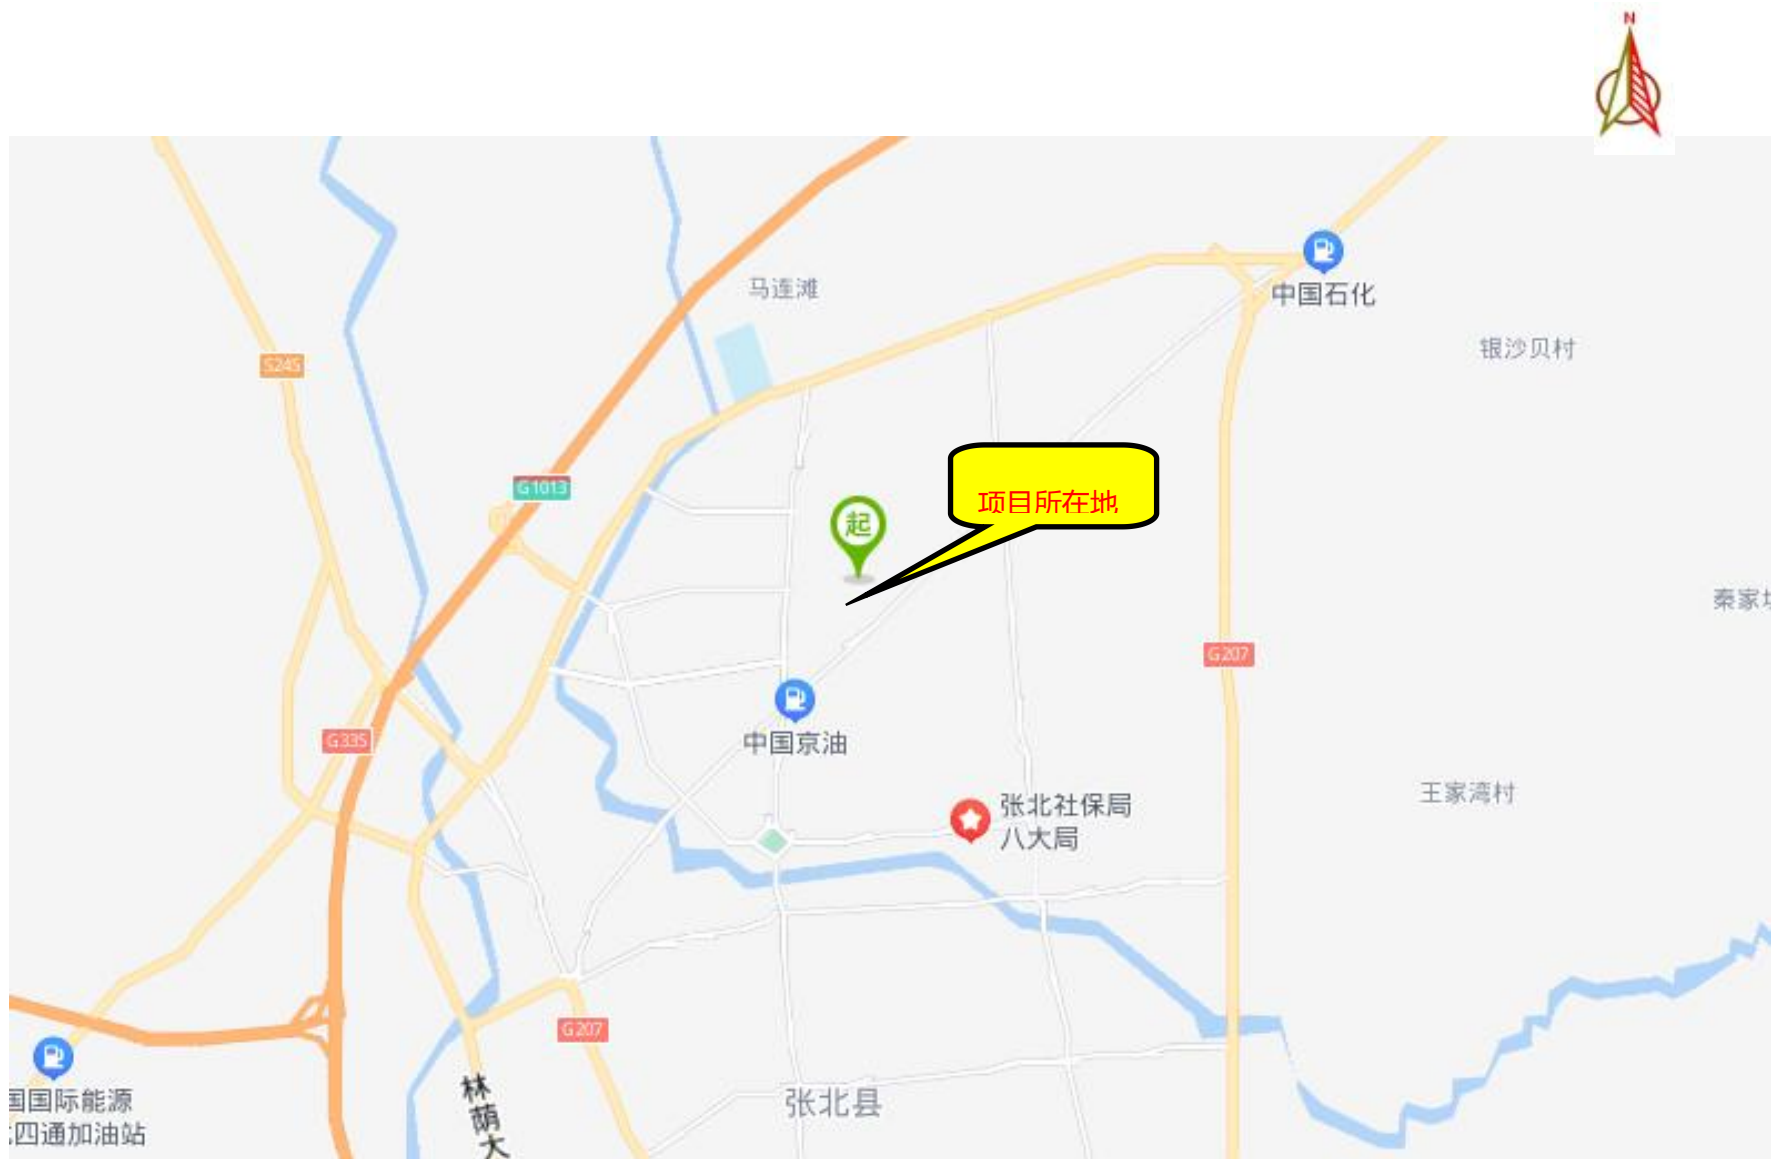 N
马连滩
中国石化
银沙贝村
S245
G1013
项目所在地
起
秦家
G207
中国京油
G335
王家湾村
张北社保局
八大局
G207
国国际能源
四通加油站
林荫大
张北县